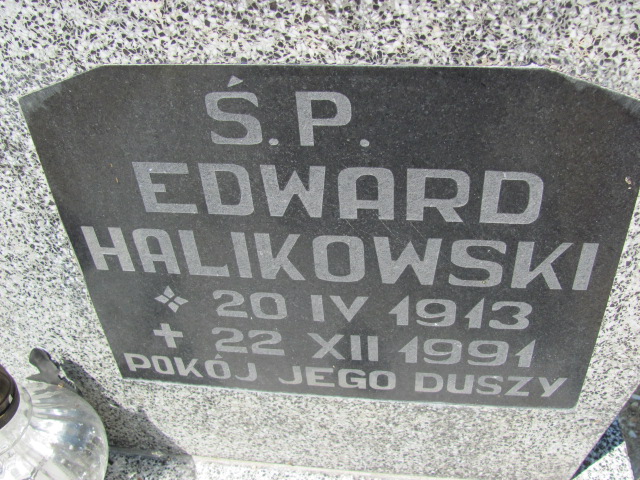 Ś.P.
EDWARD
HALIKOWSKI
20 IV 1913
+ 22 XII 1991
POKÓJ JEGO DUSZY